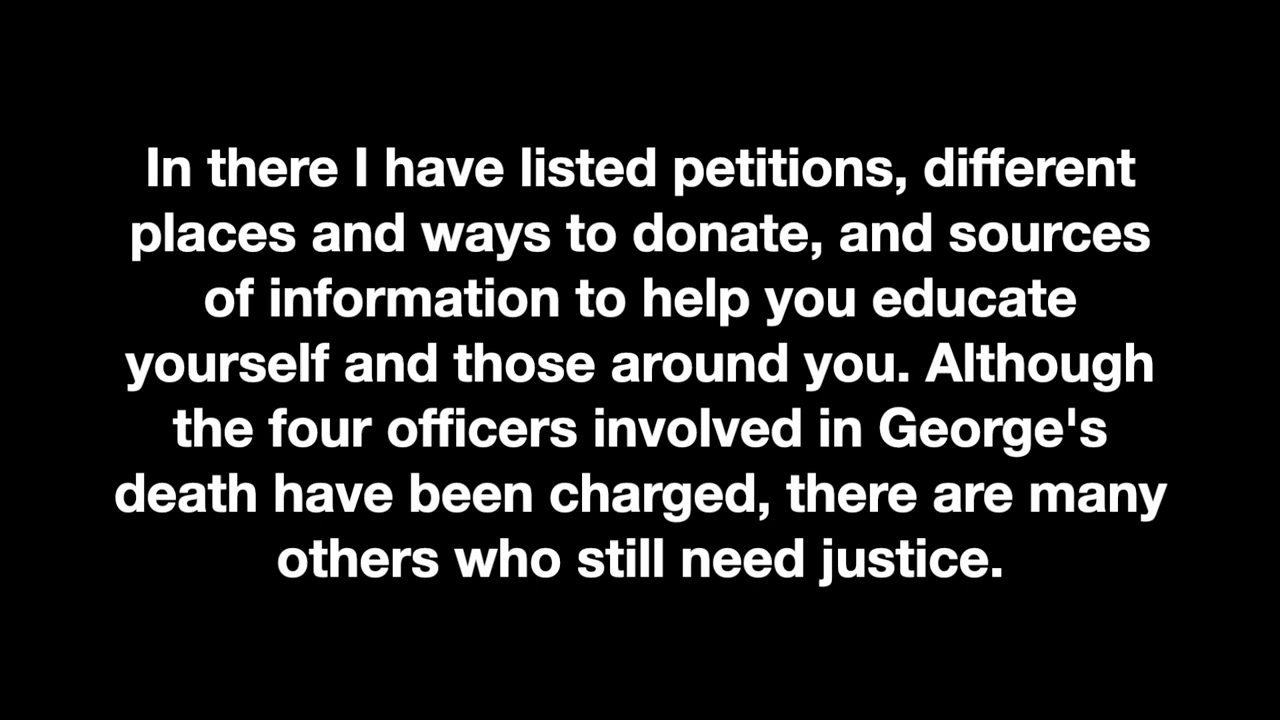 In there I have listed petitions, different
places and ways to donate, and sources
of information to help you educate
yourself and those around you. Although
the four officers involved in George's
death have been charged, there are many
others who still need justice.